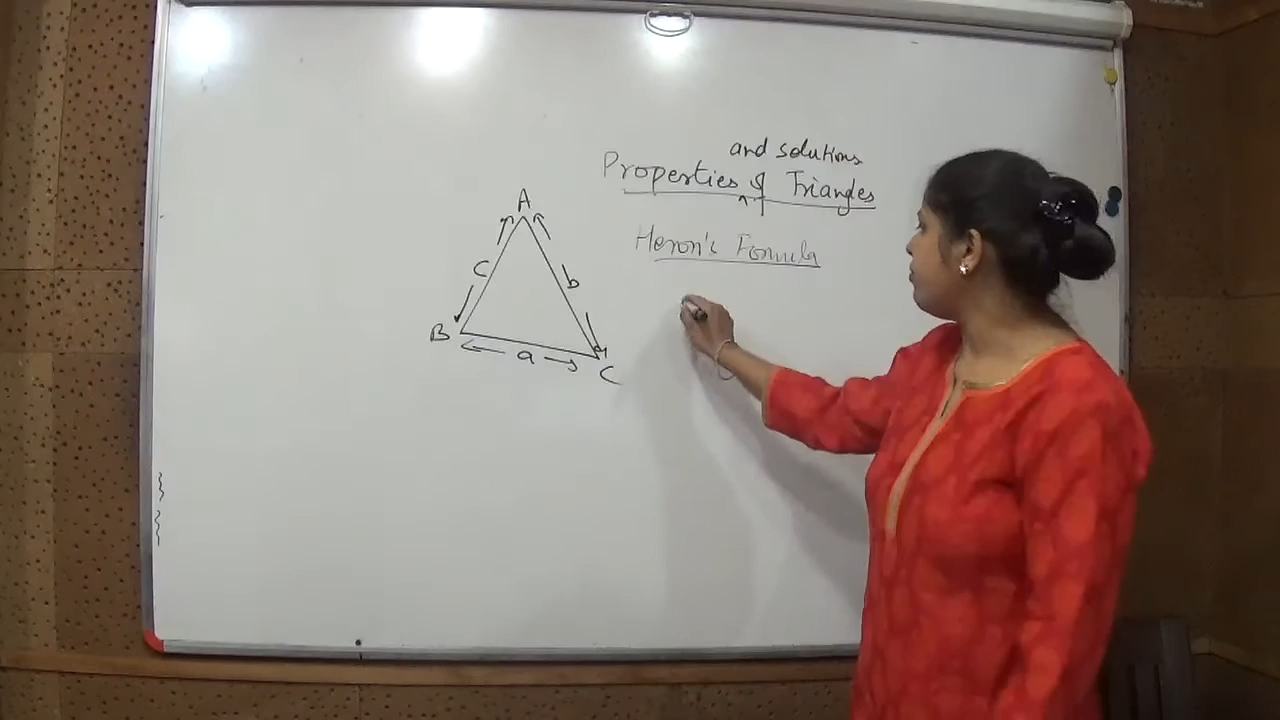 and solutions
Properties of Triangles
Heron's Formula
A
c
b
B
a
C